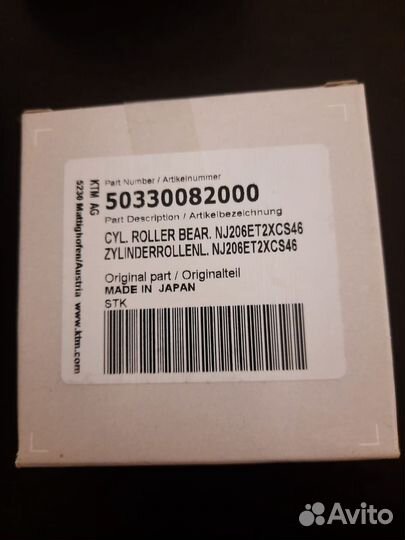 KTM AG
5230 Mattighofen/Austria www.ktm.com
Part Number / Artikelnummer
50330082000
Part Description / Artikelbezeichnung
CYL. ROLLER BEAR. NJ206ET2XCS46
ZYLINDERROLLENL. NJ206ET2XCS46
Original part / Originalteil
MADE IN JAPAN
STK
Avito